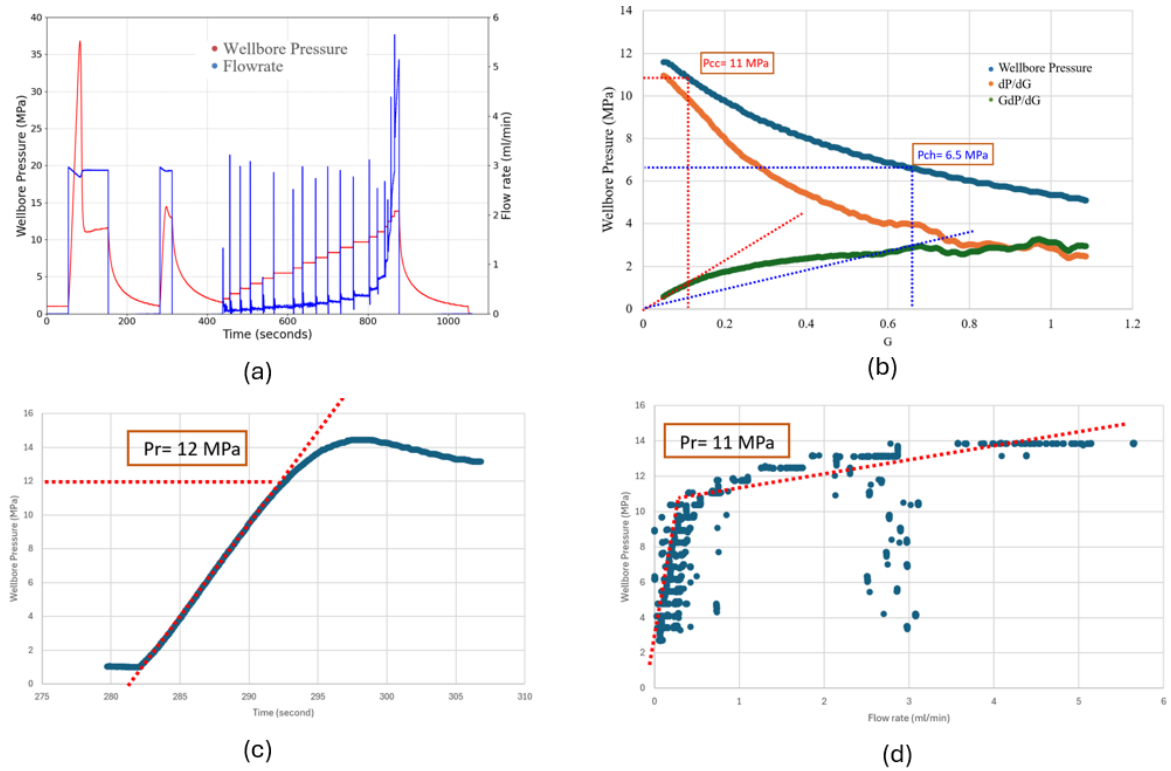 Wellbore Pressure (MPa)
40
35
30
25
20
15
10
5
0
Wellbore Pressure
Flowrate
6
5
4
3
2
1
0
Flow rate (ml/min)
0 200 400 600 800 1000
Time (seconds)
(a)
Wellbore Presure (MPa)
14
12
10
8
6
4
2
0
Pcc= 11 MPa
Wellbore Pressure
dP/dG
GdP/dG
Pch= 6.5 MPa
0 0.2 0.4 0.6 0.8 1 1.2
G
(b)
Wellbore Pressure (MPa)
16
14
12
10
8
6
4
2
0
Pr= 12 MPa
275 280 285 290 295 300 305 310
Time (second)
(c)
Wellbore Pressure (MPa)
16
14
12
10
8
6
4
2
0
Pr= 11 MPa
0 1 2 3 4 5 6
Flow rate (ml/min)
(d)